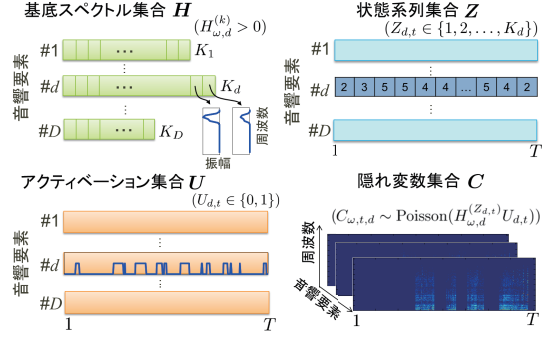 基底スペクトル集合 H
(H_{ω,d}^{(k)} > 0)
音響要素
#1
K_1
⋮
#d
K_d
⋮
#D
K_D
振幅
周波数
状態系列集合 Z
(Z_{d,t} ∈ {1, 2, . . . , K_d})
音響要素
#1
⋮
#d 2 3 5 5 4 4 ... 5 4 2
⋮
#D
1 T
アクティベーション集合 U
(U_{d,t} ∈ {0, 1})
音響要素
#1
⋮
#d
⋮
#D
1 T
隠れ変数集合 C
(C_{ω,t,d} ∼ Poisson(H_{ω,d}^{(Z_{d,t})} U_{d,t}))
周波数
音響要素
1 T